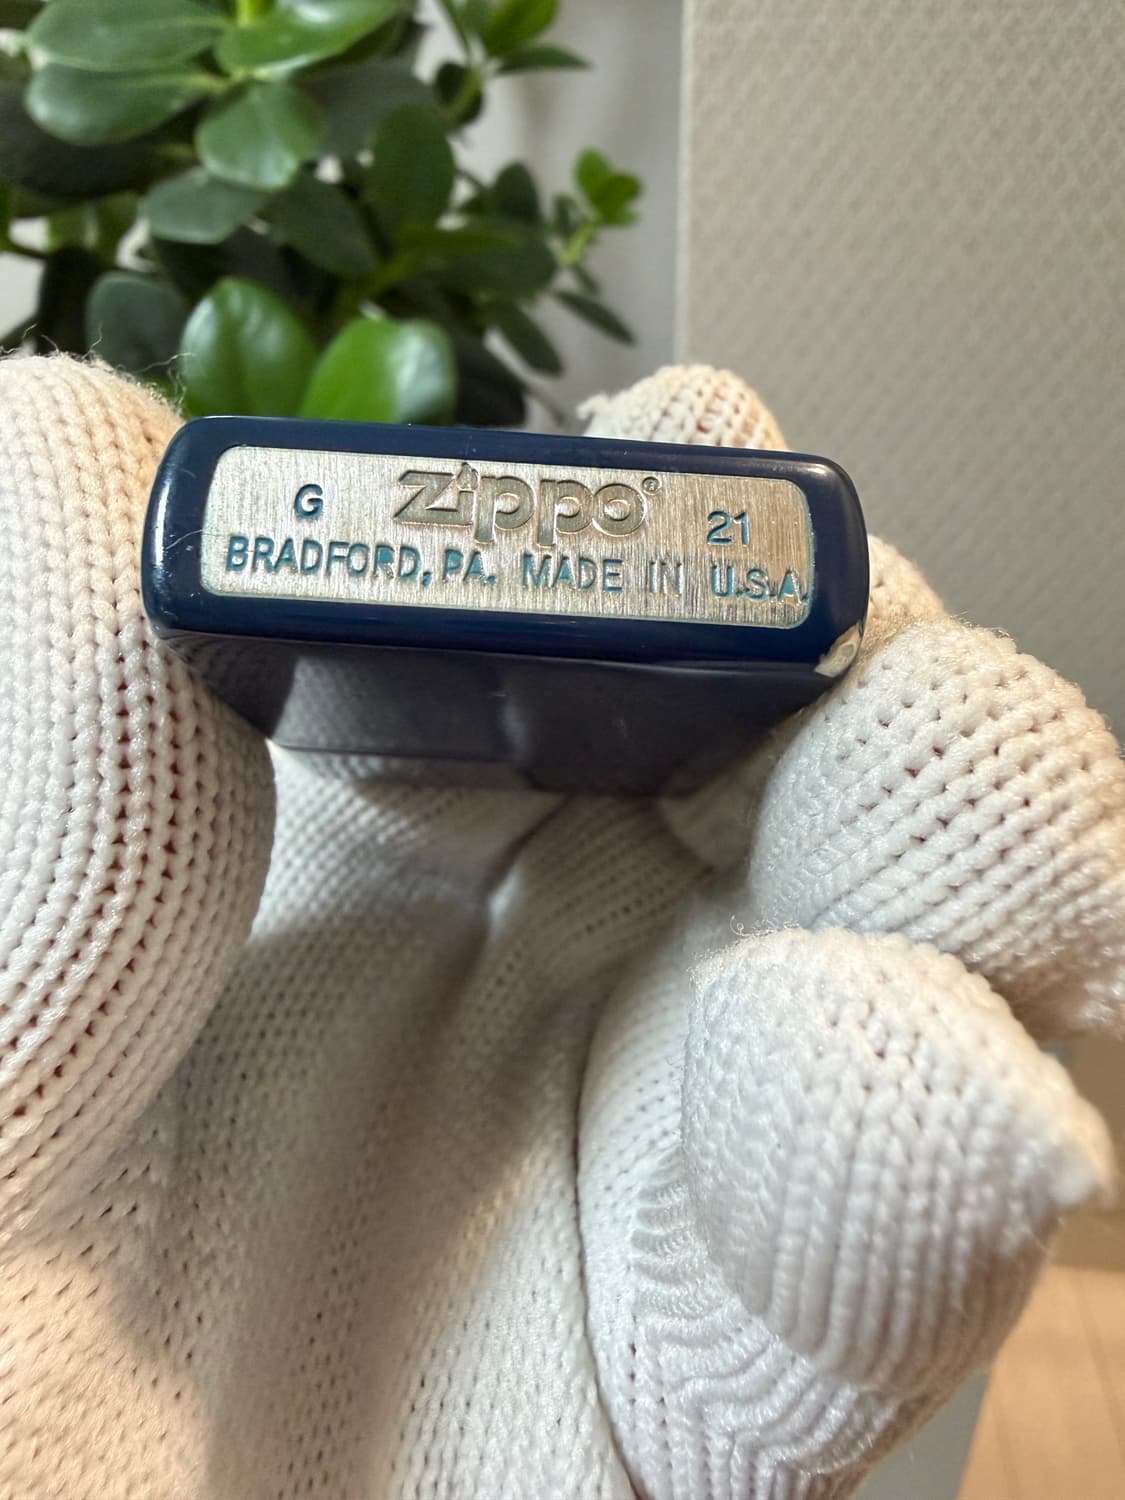 G zippo® 21
BRADFORD, PA. MADE IN U.S.A.